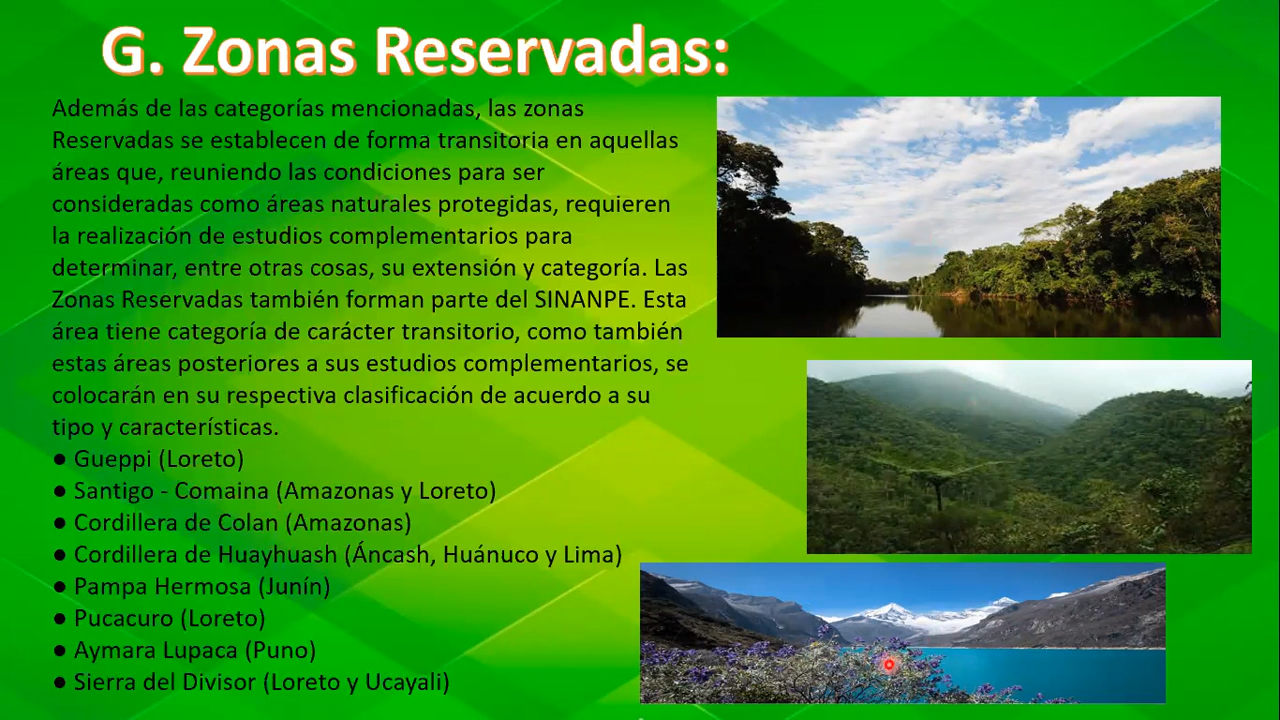 G. Zonas Reservadas:
Además de las categorías mencionadas, las zonas
Reservadas se establecen de forma transitoria en aquellas
áreas que, reuniendo las condiciones para ser
consideradas como áreas naturales protegidas, requieren
la realización de estudios complementarios para
determinar, entre otras cosas, su extensión y categoría. Las
Zonas Reservadas también forman parte del SINANPE. Esta
área tiene categoría de carácter transitorio, como también
estas áreas posteriores a sus estudios complementarios, se
colocarán en su respectiva clasificación de acuerdo a su
tipo y características.
● Gueppi (Loreto)
● Santigo - Comaina (Amazonas y Loreto)
● Cordillera de Colan (Amazonas)
● Cordillera de Huayhuash (Áncash, Huánuco y Lima)
● Pampa Hermosa (Junín)
● Pucacuro (Loreto)
● Aymara Lupaca (Puno)
● Sierra del Divisor (Loreto y Ucayali)